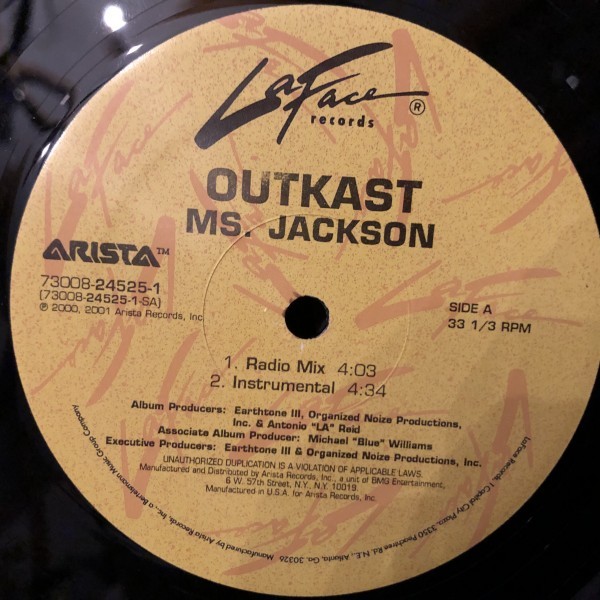 LaFace ®
records
OUTKAST
MS. JACKSON
ARISTA™
73008-24525-1
(73008-24525-1-SA)
℗ 2000, 2001 Arista Records, Inc.
SIDE A
33 1/3 RPM
1. Radio Mix 4:03
2. Instrumental 4:34
Album Producers: Earthtone III, Organized Noize Productions,
Inc. & Antonio "LA" Reid
Associate Album Producer: Michael "Blue" Williams
Executive Producers: Earthtone III & Organized Noize Productions, Inc.
UNAUTHORIZED DUPLICATION IS A VIOLATION OF APPLICABLE LAWS.
Manufactured and Distributed by Arista Records, Inc., a unit of BMG Entertainment,
6 W. 57th Street, N.Y., N.Y. 10019.
Manufactured in U.S.A. for Arista Records, Inc.
LaFace Records, 1 Capitol City Plaza, 3350 Peachtree Rd. N.E., Atlanta, Ga. 30326 Manufactured by Arista Records, Inc., a Bertelsmann Music Group Company